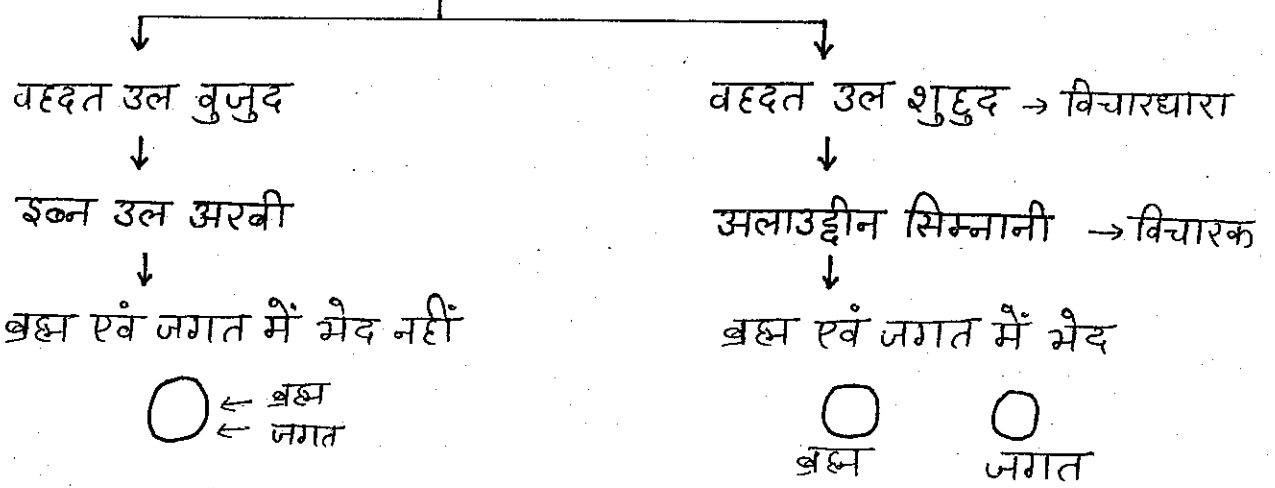 वहदत उल वुजुद
वहदत उल शुहुद → विचारधारा
इब्न उल अरबी
अलाउद्दीन सिम्नानी → विचारक
ब्रह्म एवं जगत में भेद नहीं
ब्रह्म एवं जगत में भेद
← ब्रह्म
← जगत
ब्रह्म
जगत